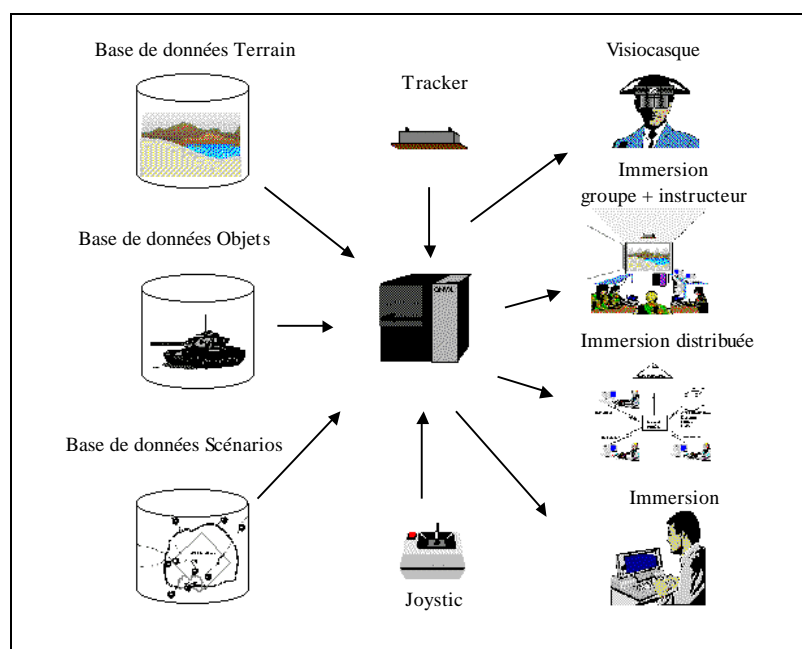 Base de données Terrain
Tracker
Visiocasque
Immersion
groupe + instructeur
Base de données Objets
Immersion distribuée
Base de données Scénarios
Immersion
Joystic